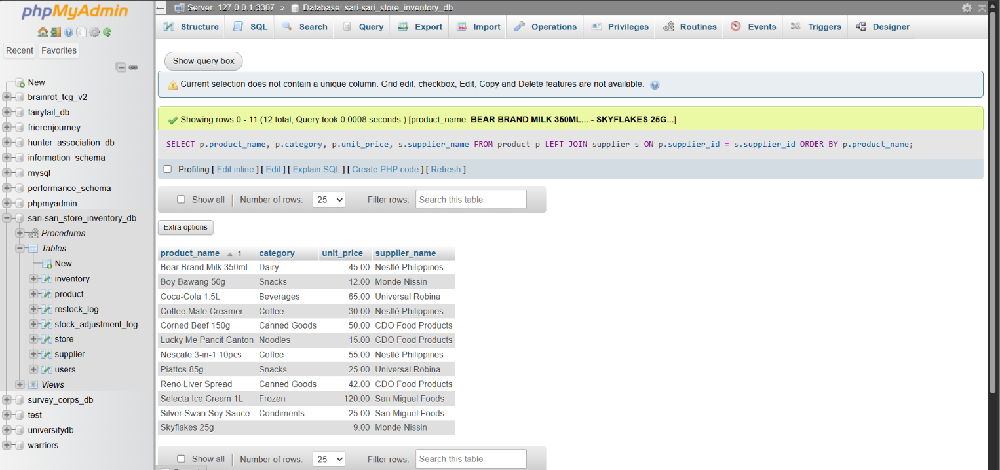 phpMyAdmin
Recent Favorites
New
brainrot_tcg_v2
fairytail_db
frierenjourney
hunter_association_db
information_schema
mysql
performance_schema
phpmyadmin
sari-sari_store_inventory_db
Procedures
Tables
New
inventory
product
restock_log
stock_adjustment_log
store
supplier
users
Views
survey_corps_db
test
universitydb
warriors
Server: 127.0.0.1:3307 » Database: sari-sari_store_inventory_db
Structure SQL Search Query Export Import Operations Privileges Routines Events Triggers Designer
Show query box
Current selection does not contain a unique column. Grid edit, checkbox, Edit, Copy and Delete features are not available.
Showing rows 0 - 11 (12 total, Query took 0.0008 seconds.) [product_name: BEAR BRAND MILK 350ML... - SKYFLAKES 25G...]
SELECT p.product_name, p.category, p.unit_price, s.supplier_name FROM product p LEFT JOIN supplier s ON p.supplier_id = s.supplier_id ORDER BY p.product_name;
Profiling [ Edit inline ] [ Edit ] [ Explain SQL ] [ Create PHP code ] [ Refresh ]
Show all | Number of rows: 25 Filter rows: Search this table
Extra options
product_name 1 category unit_price supplier_name
Bear Brand Milk 350ml Dairy 45.00 Nestlé Philippines
Boy Bawang 50g Snacks 12.00 Monde Nissin
Coca-Cola 1.5L Beverages 65.00 Universal Robina
Coffee Mate Creamer Coffee 30.00 Nestlé Philippines
Corned Beef 150g Canned Goods 50.00 CDO Food Products
Lucky Me Pancit Canton Noodles 15.00 CDO Food Products
Nescafe 3-in-1 10pcs Coffee 55.00 Nestlé Philippines
Piattos 85g Snacks 25.00 Universal Robina
Reno Liver Spread Canned Goods 42.00 CDO Food Products
Selecta Ice Cream 1L Frozen 120.00 San Miguel Foods
Silver Swan Soy Sauce Condiments 25.00 San Miguel Foods
Skyflakes 25g 9.00 Monde Nissin
Show all | Number of rows: 25 Filter rows: Search this table